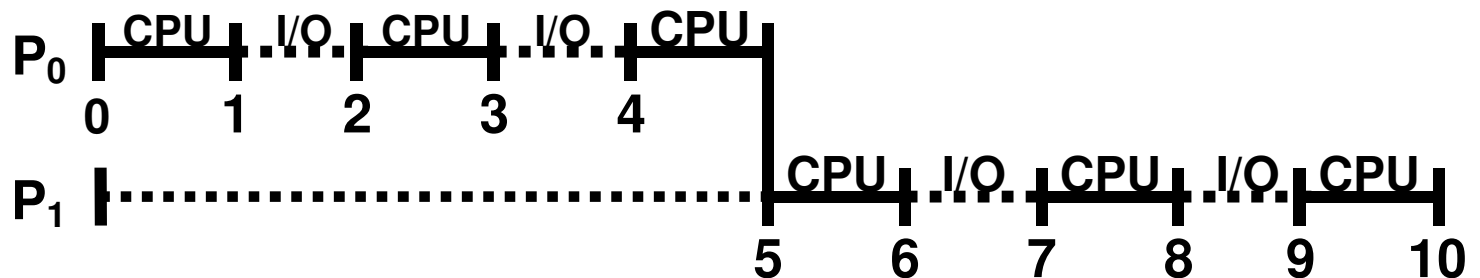 CPU I/O CPU I/O CPU
P₀
0 1 2 3 4
CPU I/O CPU I/O CPU
P₁
5 6 7 8 9 10